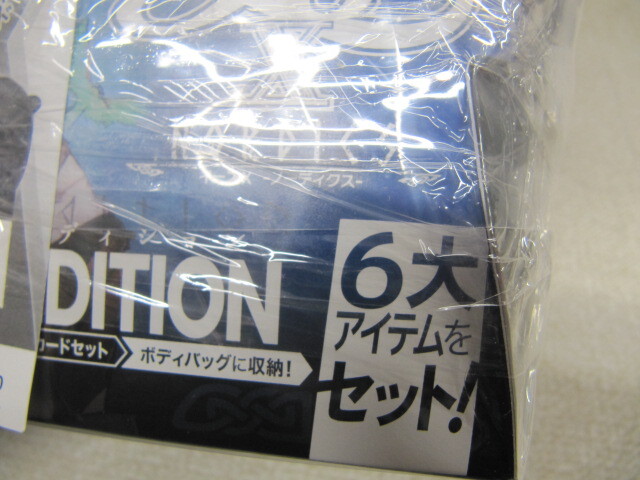 ディクス-
ディション
DITION
カードセット
ボディバッグに収納!
6大
アイテムを
セット!